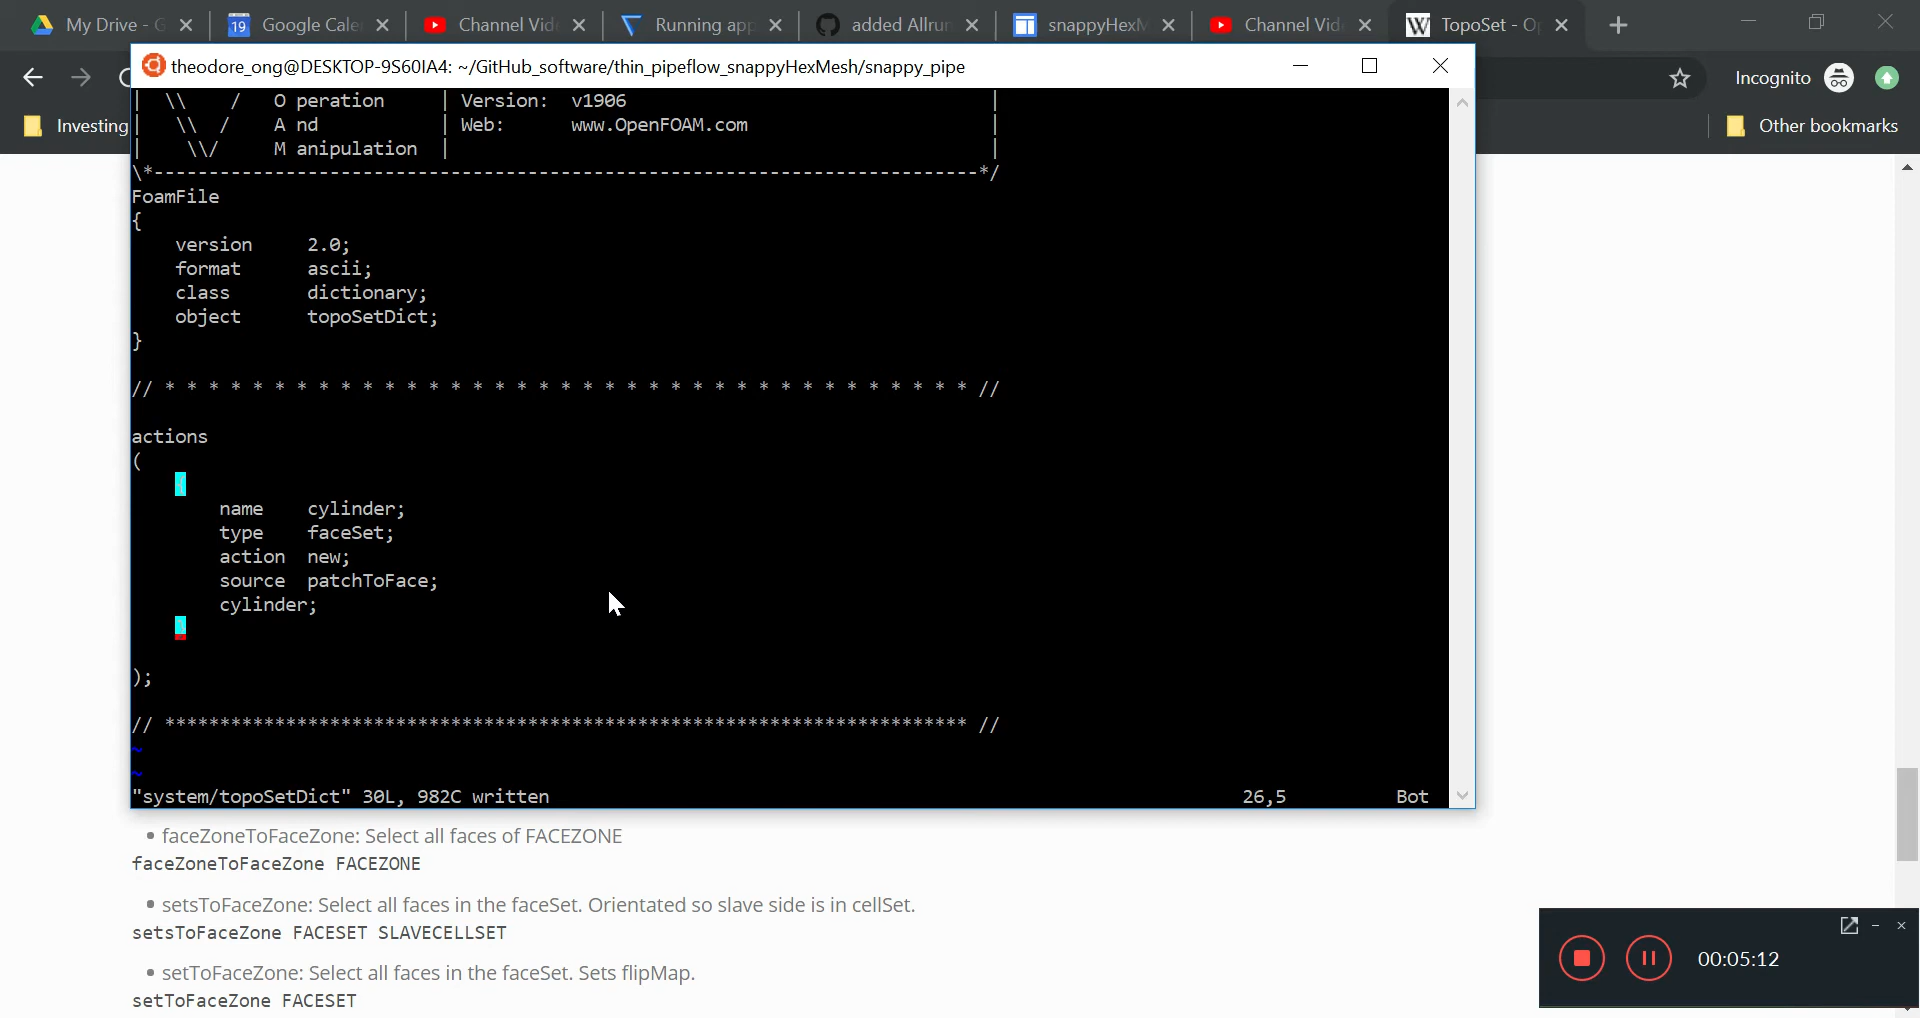 My Drive - G
19 Google Cale
Channel Vid
Running app
added Allrun
snappyHexM
Channel Vid
W TopoSet - O
theodore_ong@DESKTOP-9S60IA4: ~/GitHub_software/thin_pipeflow_snappyHexMesh/snappy_pipe
Incognito
Investing
Other bookmarks
| \\ / O peration | Version: v1906 |
| \\ / A nd | Web: www.OpenFOAM.com |
| \\/ M anipulation | |
\*---------------------------------------------------------------------------*/
FoamFile
{
version 2.0;
format ascii;
class dictionary;
object topoSetDict;
}
// * * * * * * * * * * * * * * * * * * * * * * * * * * * * * * * * * * * * * //
actions
(
{
name cylinder;
type faceSet;
action new;
source patchToFace;
cylinder;
}
);
// ************************************************************************* //
~
~
"system/topoSetDict" 30L, 982C written 26,5 Bot
• faceZoneToFaceZone: Select all faces of FACEZONE
faceZoneToFaceZone FACEZONE
• setsToFaceZone: Select all faces in the faceSet. Orientated so slave side is in cellSet.
setsToFaceZone FACESET SLAVECELLSET
• setToFaceZone: Select all faces in the faceSet. Sets flipMap.
setToFaceZone FACESET
00:05:12